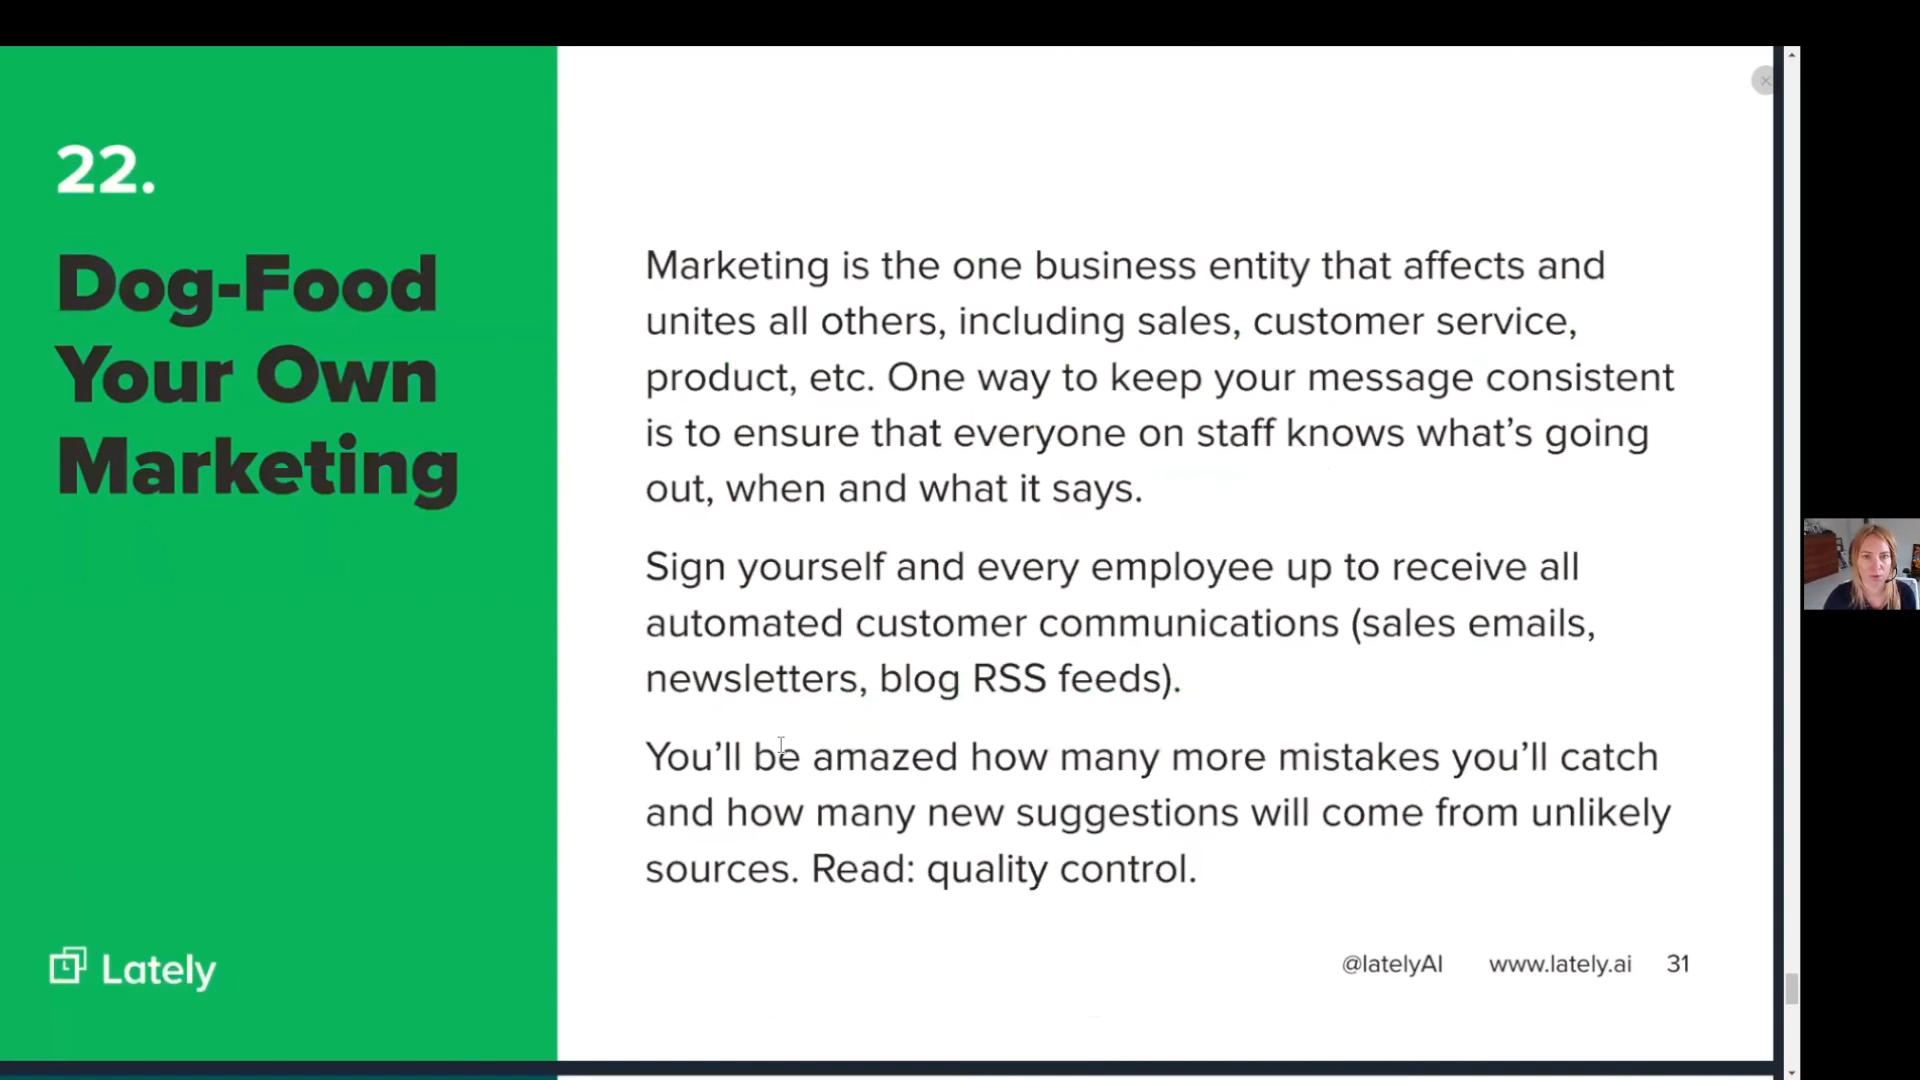 22.
Dog-Food
Your Own
Marketing
Marketing is the one business entity that affects and
unites all others, including sales, customer service,
product, etc. One way to keep your message consistent
is to ensure that everyone on staff knows what’s going
out, when and what it says.
Sign yourself and every employee up to receive all
automated customer communications (sales emails,
newsletters, blog RSS feeds).
You’ll be amazed how many more mistakes you’ll catch
and how many new suggestions will come from unlikely
sources. Read: quality control.
Lately
@latelyAI www.lately.ai 31